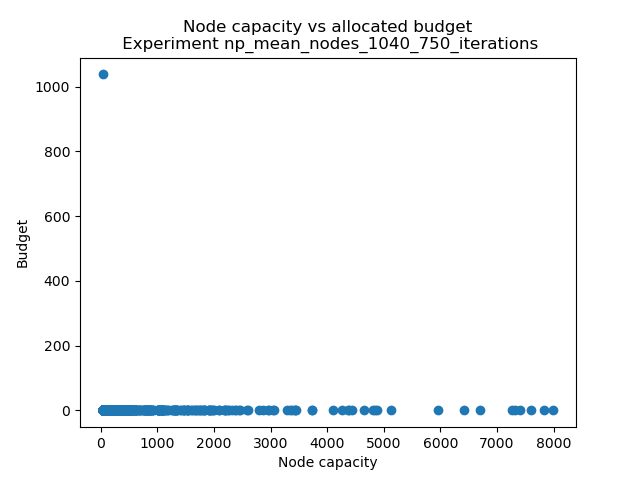 Node capacity vs allocated budget
Experiment np_mean_nodes_1040_750_iterations
1000
800
600
400
200
0
Budget
0 1000 2000 3000 4000 5000 6000 7000 8000
Node capacity